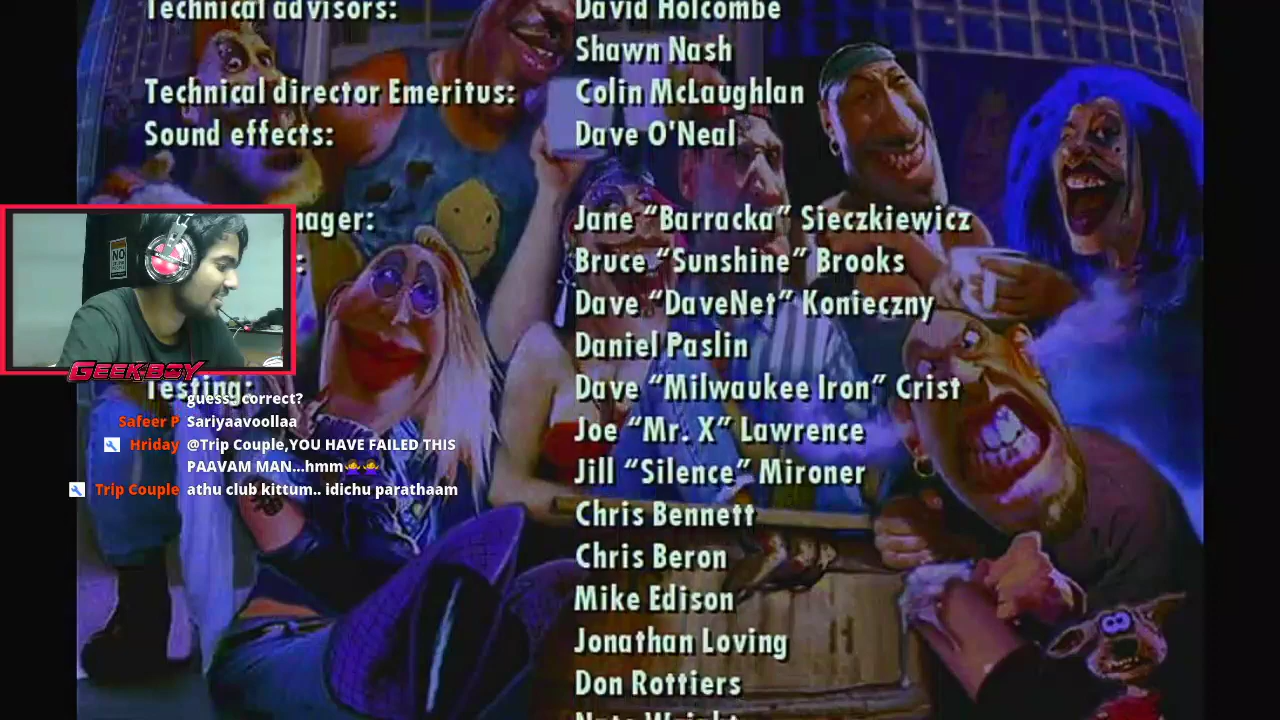 Technical advisors: David Holcombe
Shawn Nash
Technical director Emeritus: Colin McLaughlan
Sound effects: Dave O'Neal
nager: Jane “Barracka” Sieczkiewicz
: Bruce “Sunshine” Brooks
Dave “DaveNet” Konieczny
Daniel Paslin
Testing: Dave “Milwaukee Iron” Crist
Joe “Mr. X” Lawrence
Jill “Silence” Mironer
Chris Bennett
Chris Beron
Mike Edison
Jonathan Loving
Don Rottiers
Nate Wright
NO
GEEKBOY
guess: correct?
Safeer P Sariyaavoollaa
Hriday @Trip Couple,YOU HAVE FAILED THIS
PAAVAM MAN...hmm🙅🙅
Trip Couple athu club kittum.. idichu parathaam